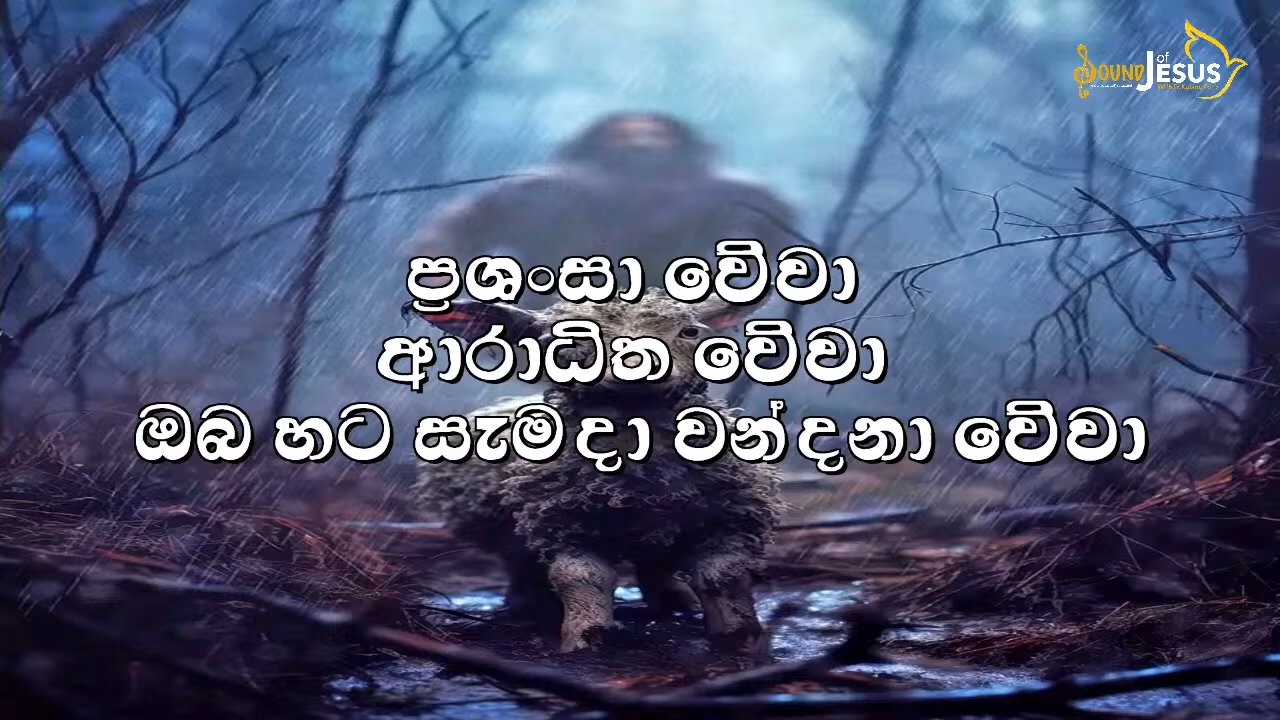 Sound of Jesus
ප්‍රශංසා වේවා
ආරාධිත වේවා
ඔබ හට සැමදා වන්දනා වේවා